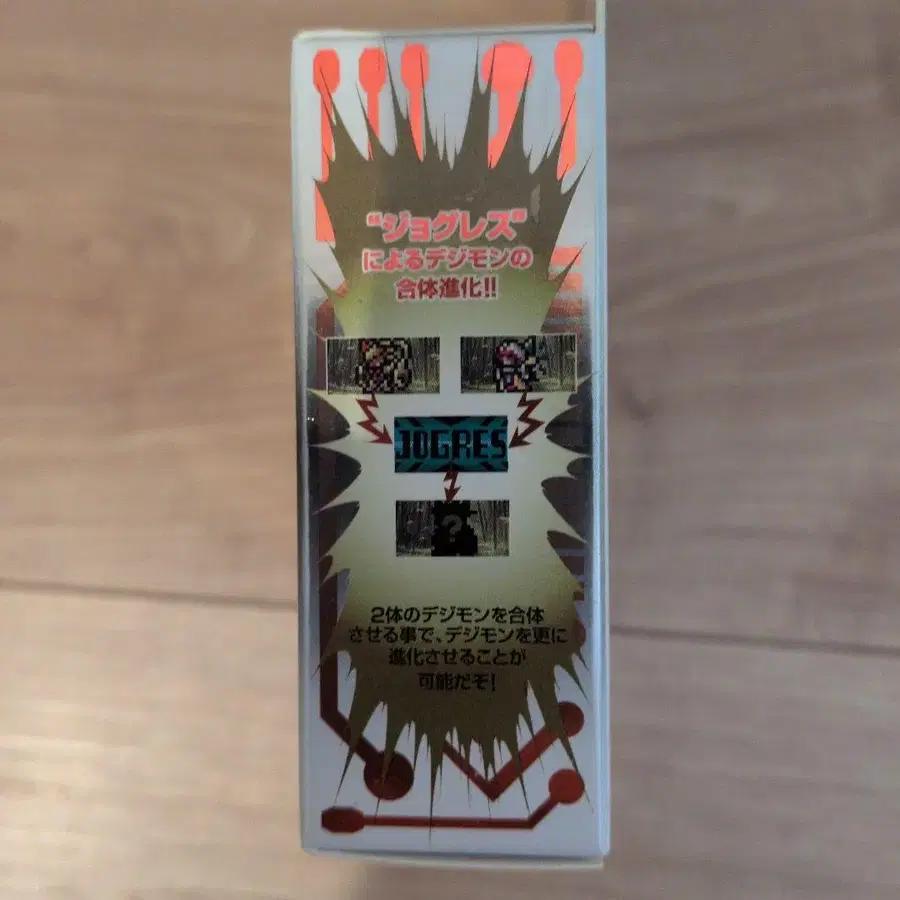 “ジョグレス”
によるデジモンの
合体進化!!
JOGRES
?
2体のデジモンを合体
させる事で、デジモンを更に
進化させることが
可能だぞ!